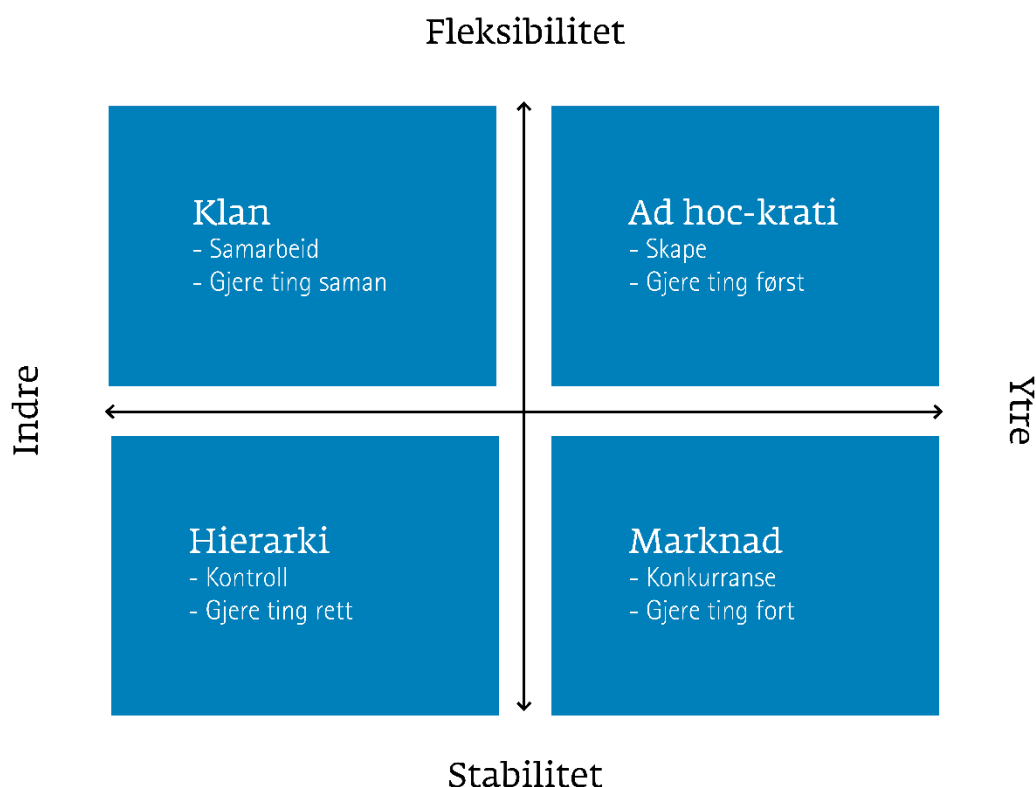 Fleksibilitet
Klan
- Samarbeid
- Gjere ting saman
Ad hoc-krati
- Skape
- Gjere ting først
Indre
Ytre
Hierarki
- Kontroll
- Gjere ting rett
Marknad
- Konkurranse
- Gjere ting fort
Stabilitet